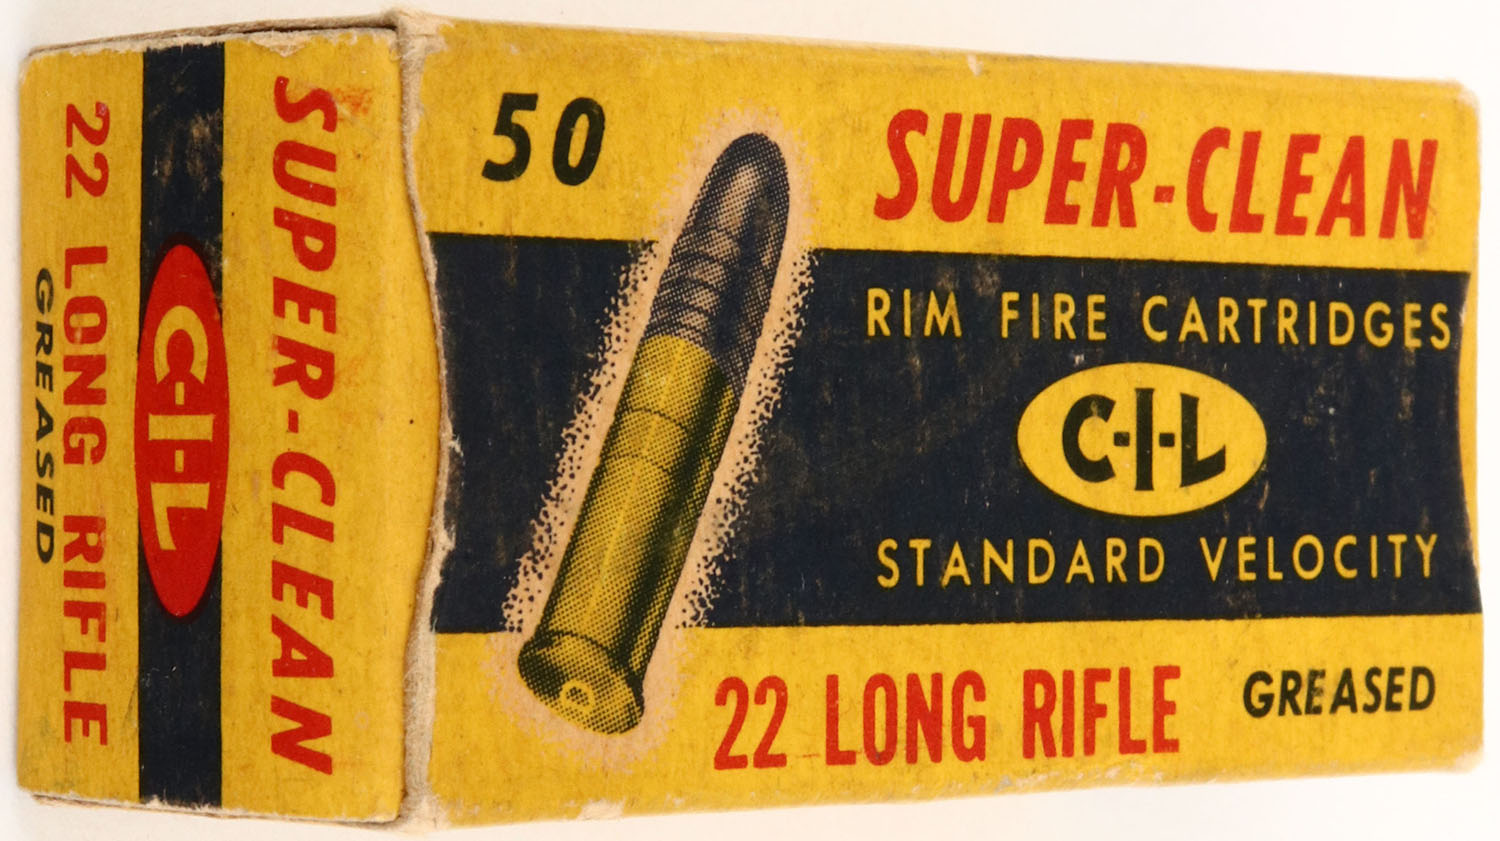 SUPER-CLEAN
C-I-L
22 LONG RIFLE
GREASED
50
SUPER-CLEAN
RIM FIRE CARTRIDGES
C-I-L
STANDARD VELOCITY
22 LONG RIFLE GREASED
D